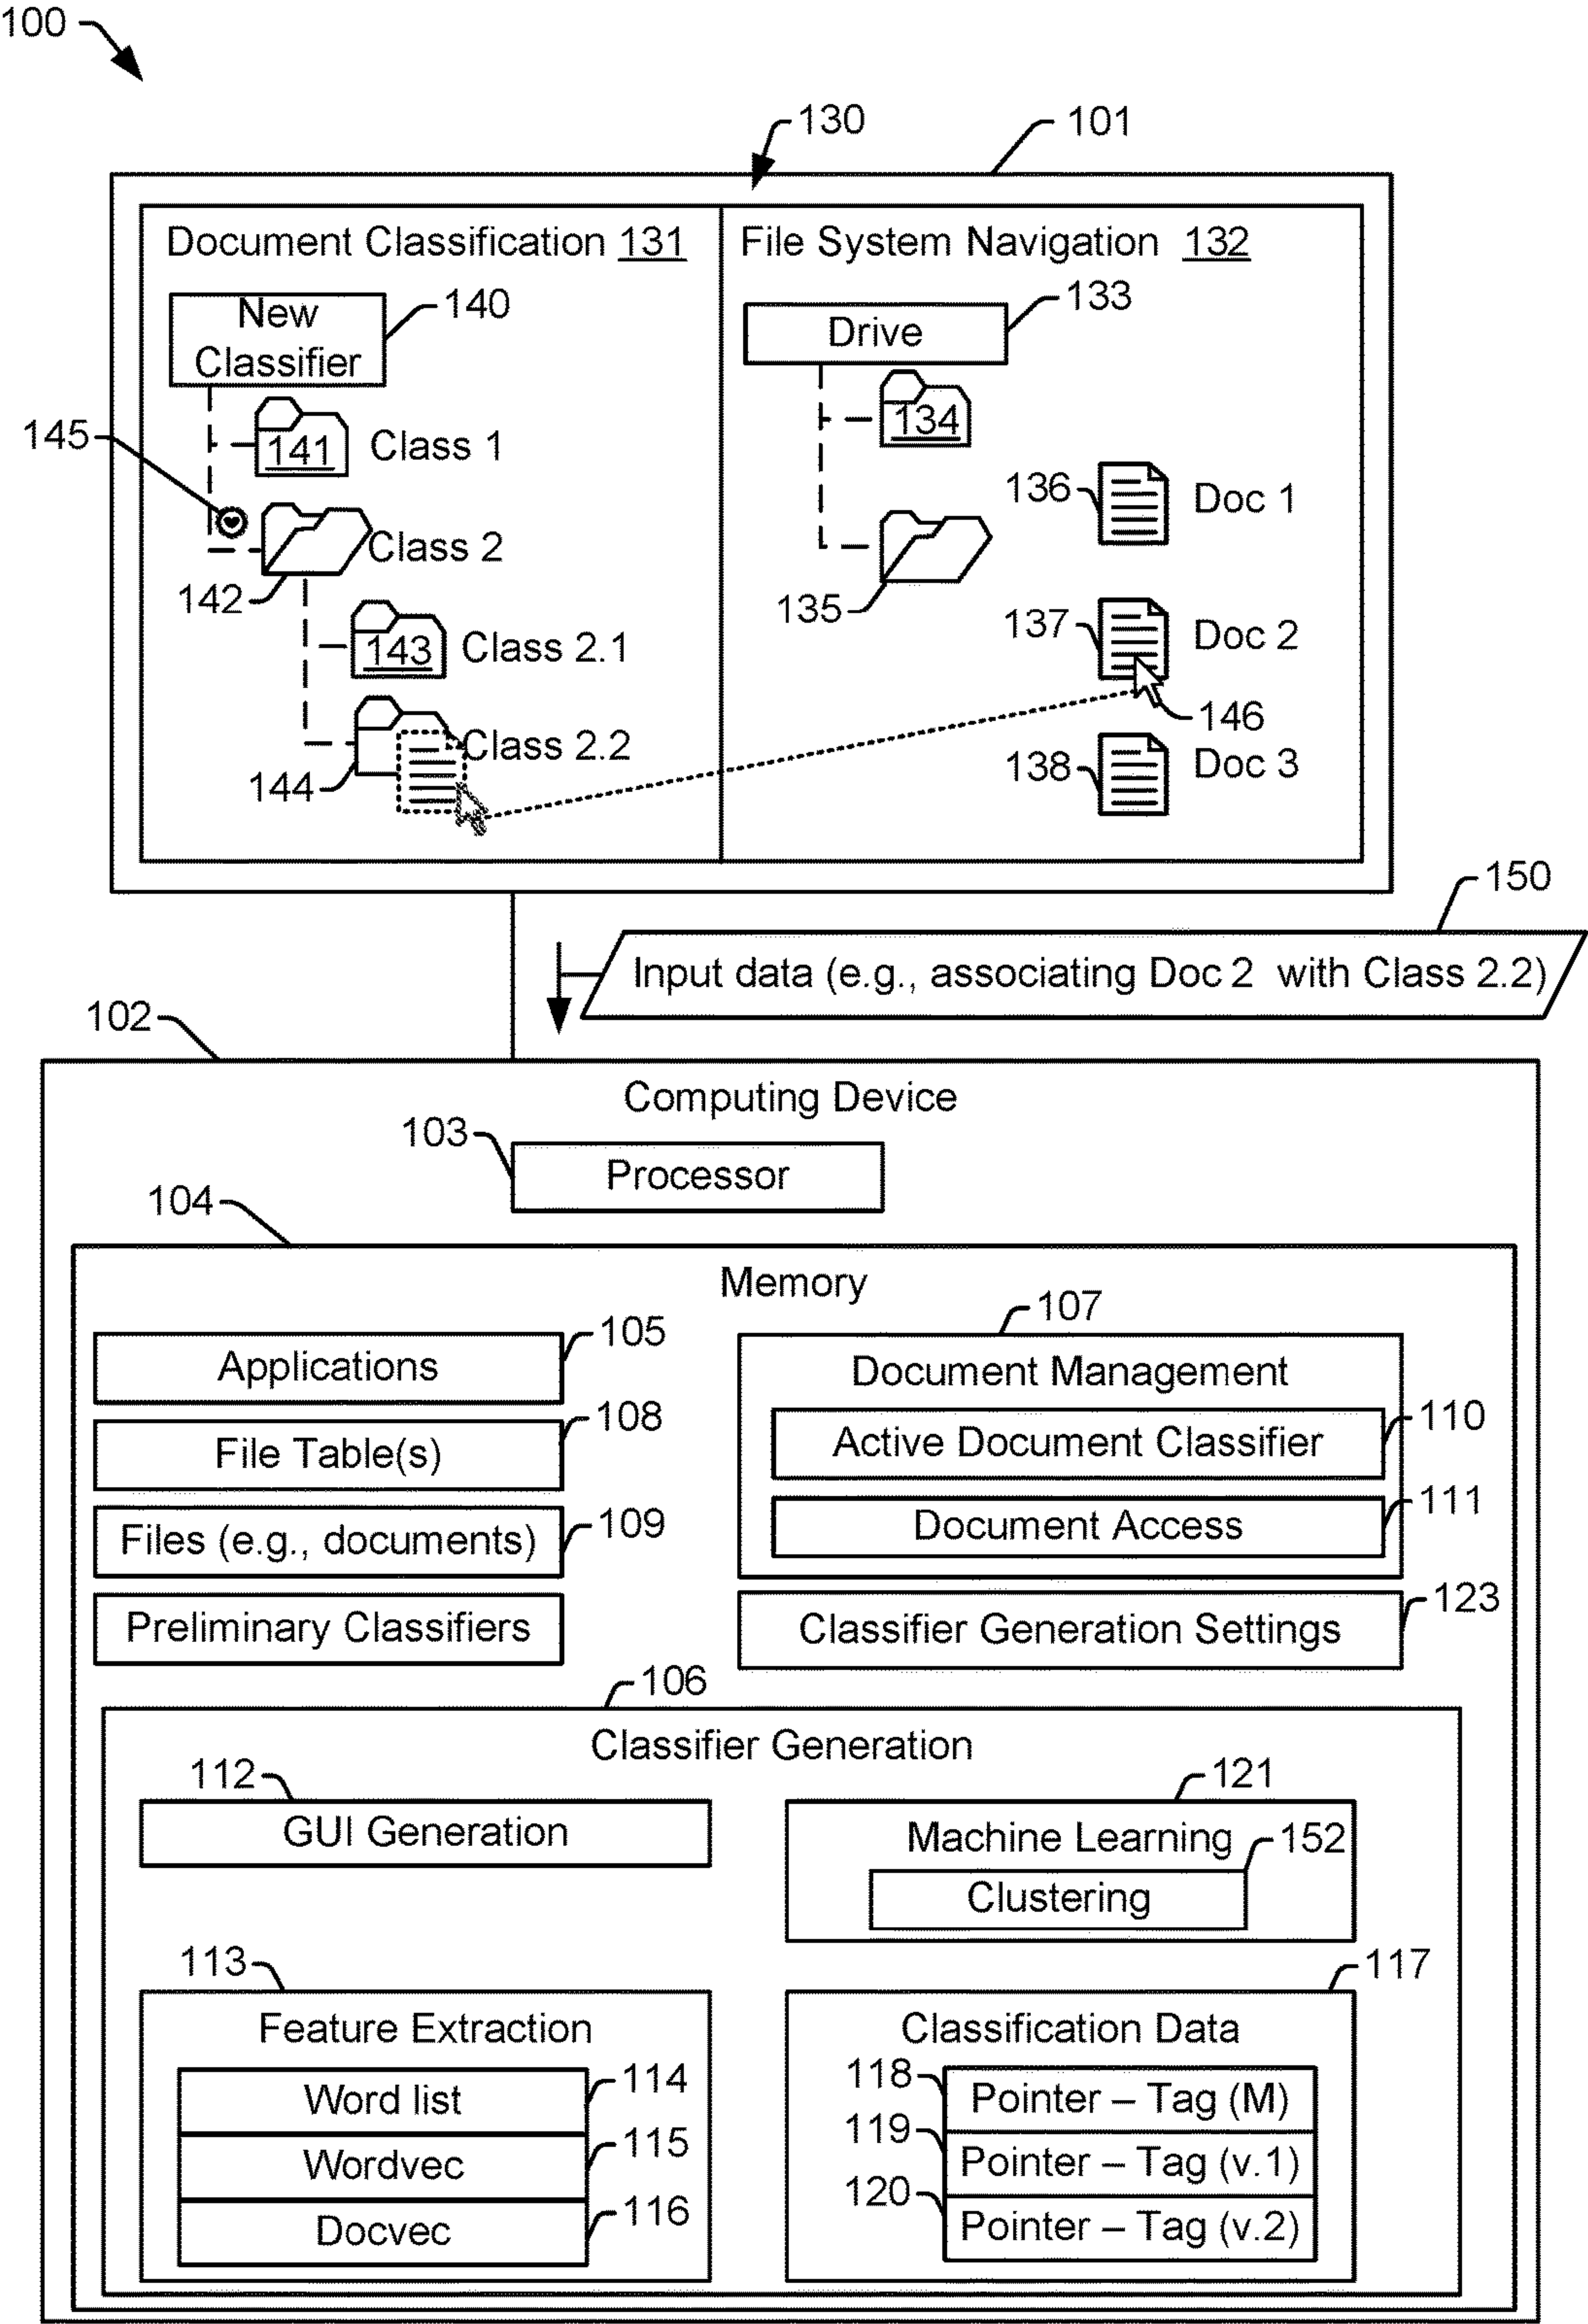 100
130
101
Document Classification 131
File System Navigation 132
New
Classifier
140
Drive
133
145
141
Class 1
134
136
Doc 1
Class 2
142
135
137
Doc 2
143
Class 2.1
146
Class 2.2
144
138
Doc 3
150
Input data (e.g., associating Doc 2 with Class 2.2)
102
Computing Device
103
Processor
104
Memory
105
Applications
107
Document Management
108
File Table(s)
110
Active Document Classifier
109
Files (e.g., documents)
111
Document Access
Preliminary Classifiers
123
Classifier Generation Settings
106
Classifier Generation
112
GUI Generation
121
Machine Learning
152
Clustering
113
Feature Extraction
117
Classification Data
114
Word list
118
Pointer – Tag (M)
115
Wordvec
119
Pointer – Tag (v.1)
116
Docvec
120
Pointer – Tag (v.2)